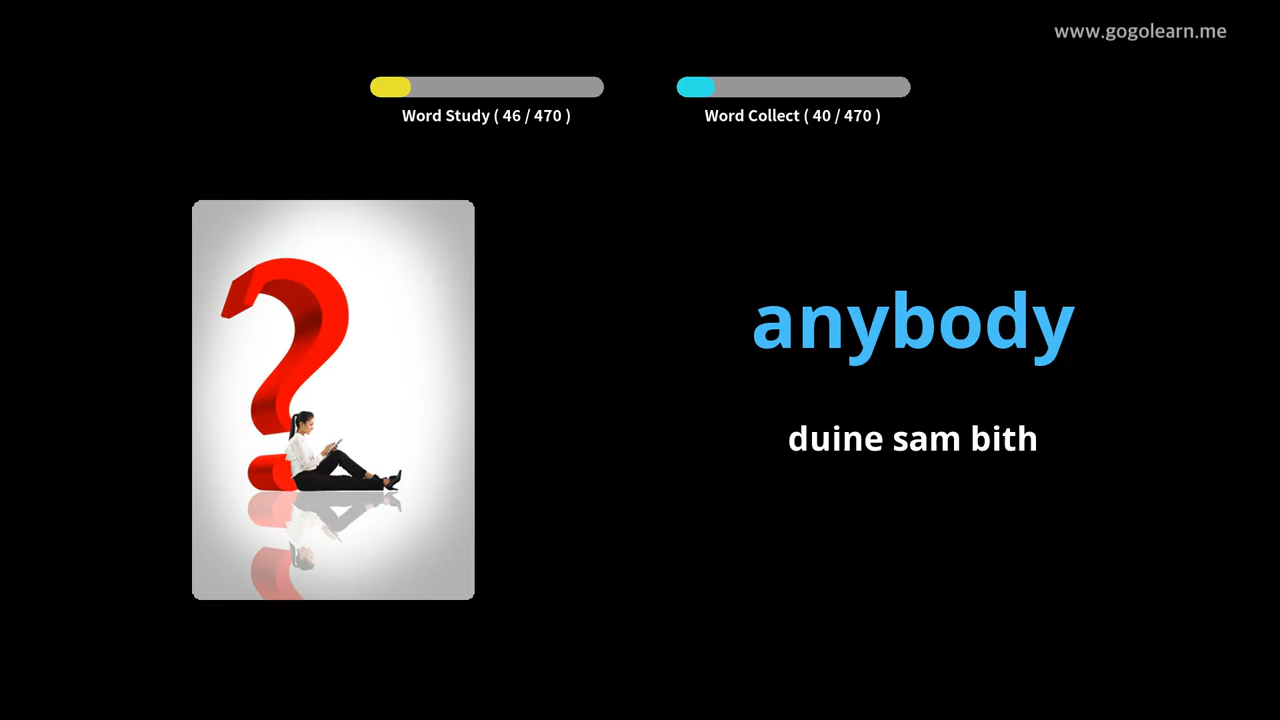 www.gogolearn.me
Word Study ( 46 / 470 )
Word Collect ( 40 / 470 )
anybody
duine sam bith